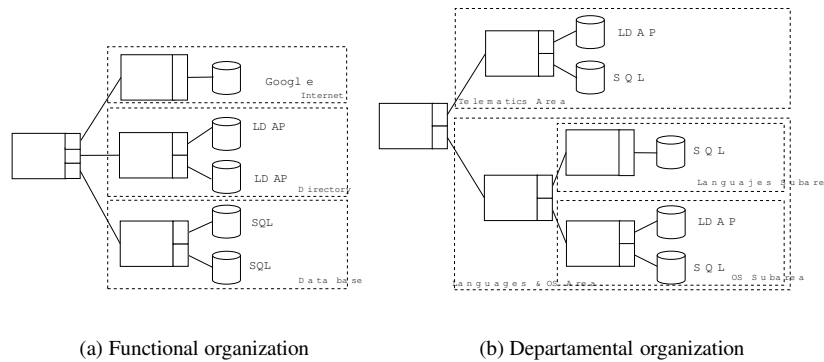 Google
Internet
LDAP
LDAP
Directory
SQL
SQL
Data base
(a) Functional organization
LDAP
SQL
Telematics Area
SQL
Languajes Subare
LDAP
SQL
OS Subarea
Languages & OS Area
(b) Departamental organization